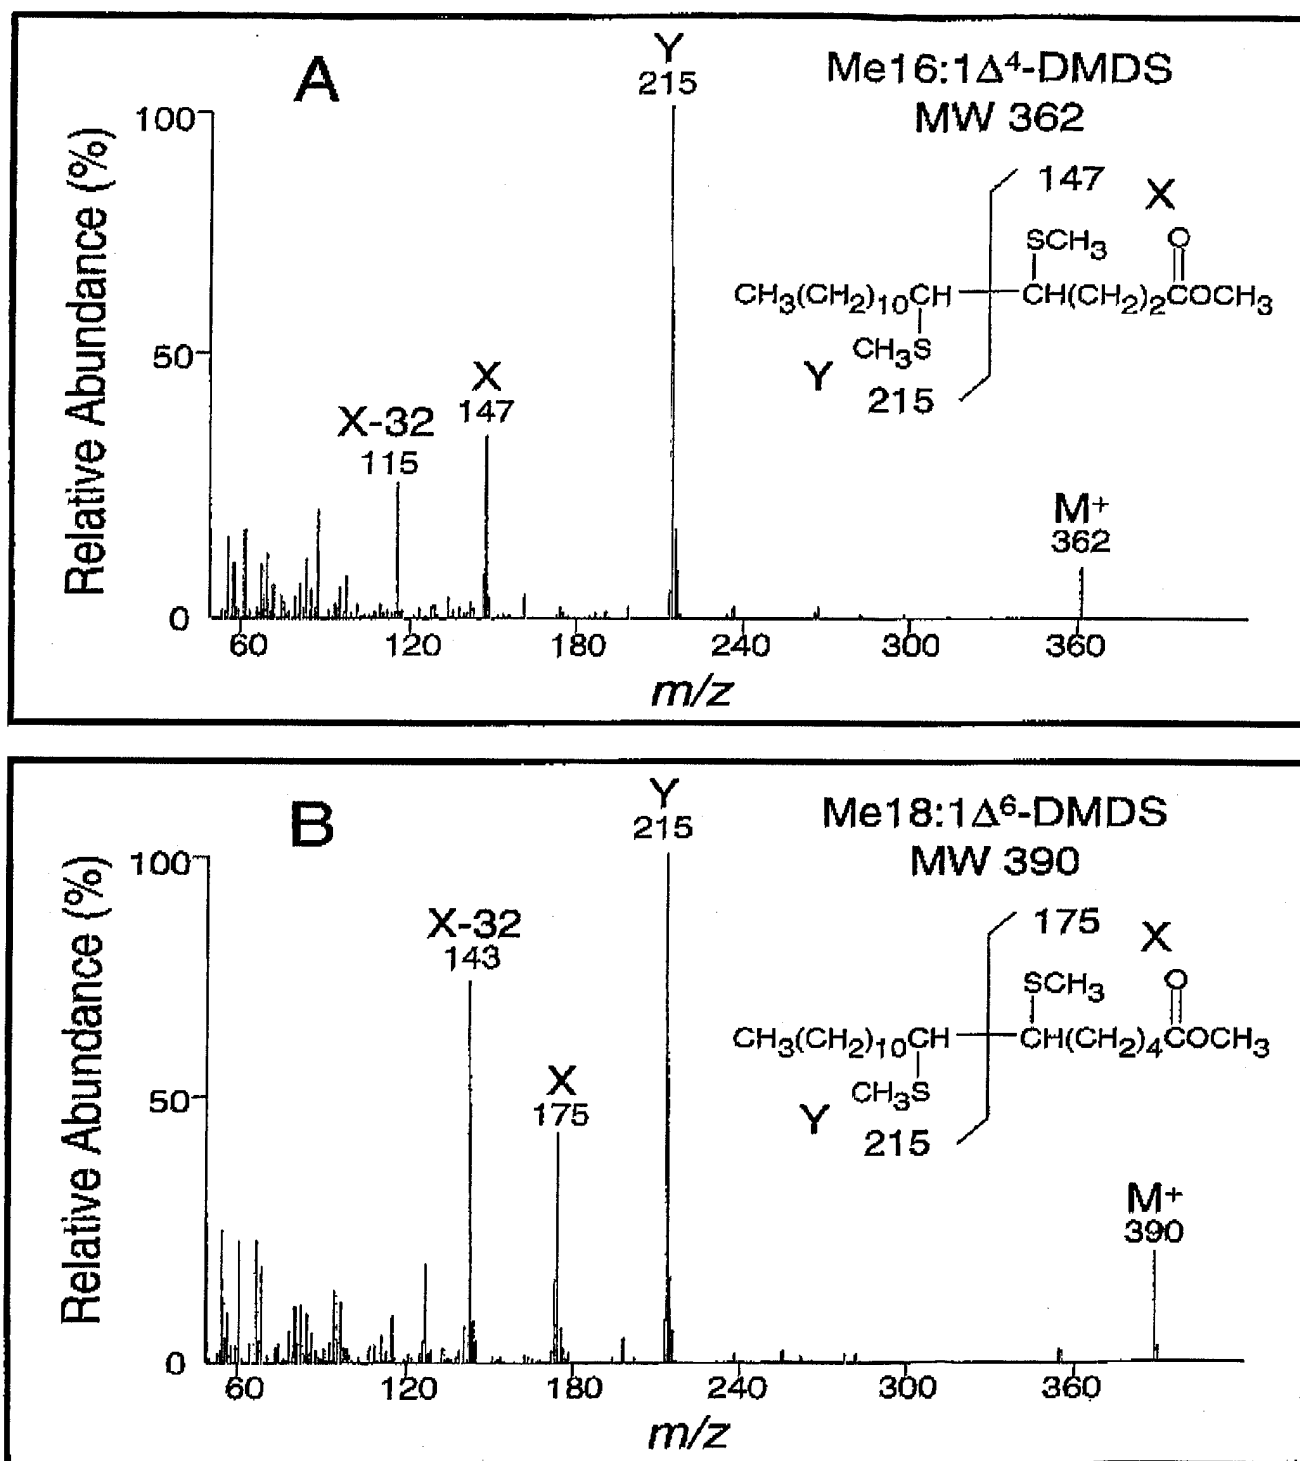 A
Y
215
Me16:1Δ⁴-DMDS
MW 362
100
50
0
Relative Abundance (%)
X-32
115
X
147
M⁺
362
147
X
SCH₃
O
CH₃(CH₂)₁₀CH
CH(CH₂)₂COCH₃
CH₃S
Y
215
60
120
180
240
300
360
m/z
B
Y
215
Me18:1Δ⁶-DMDS
MW 390
100
50
0
Relative Abundance (%)
X-32
143
X
175
M⁺
390
175
X
SCH₃
O
CH₃(CH₂)₁₀CH
CH(CH₂)₄COCH₃
CH₃S
Y
215
60
120
180
240
300
360
m/z